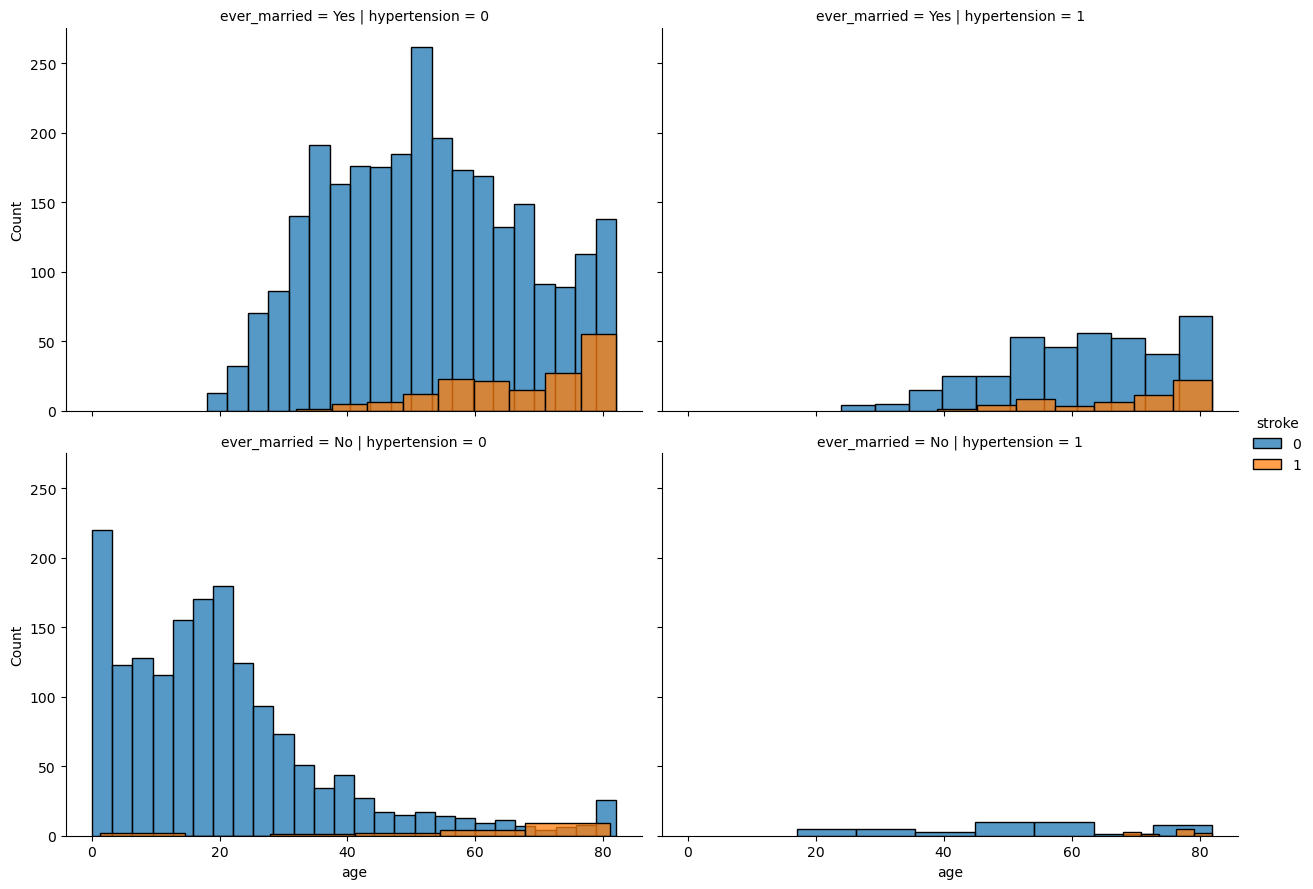 ever_married = Yes | hypertension = 0
ever_married = Yes | hypertension = 1
250
200
150
100
50
0
Count
ever_married = No | hypertension = 0
ever_married = No | hypertension = 1
stroke
0
1
250
200
150
100
50
0
Count
0 20 40 60 80
0 20 40 60 80
age
age